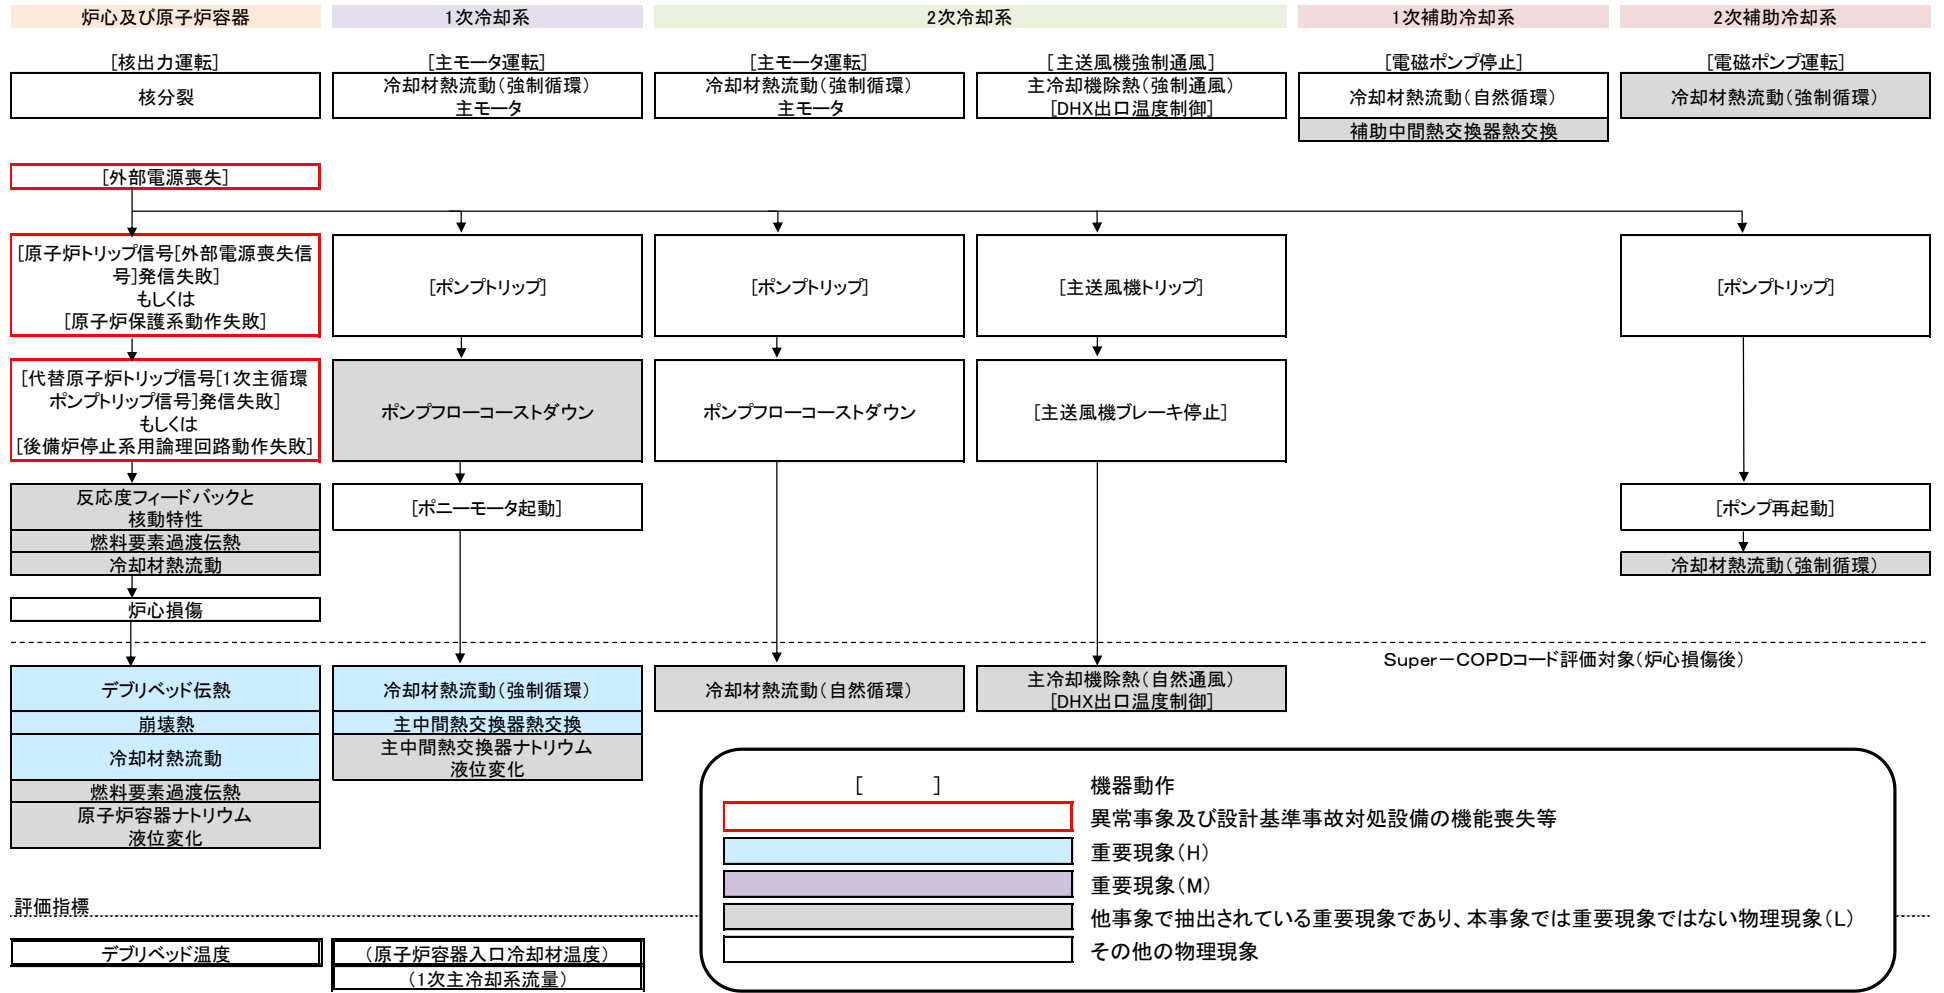 炉心及び原子炉容器
1次冷却系
2次冷却系
1次補助冷却系
2次補助冷却系
[核出力運転]
[主モータ運転]
[主モータ運転]
[主送風機強制通風]
[電磁ポンプ停止]
[電磁ポンプ運転]
核分裂
冷却材熱流動(強制循環)
主モータ
冷却材熱流動(強制循環)
主モータ
主冷却機除熱(強制通風)
[DHX出口温度制御]
冷却材熱流動(自然循環)
補助中間熱交換器熱交換
冷却材熱流動(強制循環)
[外部電源喪失]
[原子炉トリップ信号[外部電源喪失信
号]発信失敗]
もしくは
[原子炉保護系動作失敗]
[ポンプトリップ]
[ポンプトリップ]
[主送風機トリップ]
[ポンプトリップ]
[代替原子炉トリップ信号[1次主循環
ポンプトリップ信号]発信失敗]
もしくは
[後備炉停止系用論理回路動作失敗]
ポンプフローコーストダウン
ポンプフローコーストダウン
[主送風機ブレーキ停止]
反応度フィードバックと
核動特性
燃料要素過渡伝熱
冷却材熱流動
[ポニーモータ起動]
[ポンプ再起動]
冷却材熱流動(強制循環)
炉心損傷
Super-COPDコード評価対象(炉心損傷後)
デブリベッド伝熱
崩壊熱
冷却材熱流動
燃料要素過渡伝熱
原子炉容器ナトリウム
液位変化
冷却材熱流動(強制循環)
主中間熱交換器熱交換
主中間熱交換器ナトリウム
液位変化
冷却材熱流動(自然循環)
主冷却機除熱(自然通風)
[DHX出口温度制御]
[ ] 機器動作
異常事象及び設計基準事故対処設備の機能喪失等
重要現象(H)
重要現象(M)
他事象で抽出されている重要現象であり、本事象では重要現象ではない物理現象(L)
その他の物理現象
評価指標
デブリベッド温度
(原子炉容器入口冷却材温度)
(1次主冷却系流量)